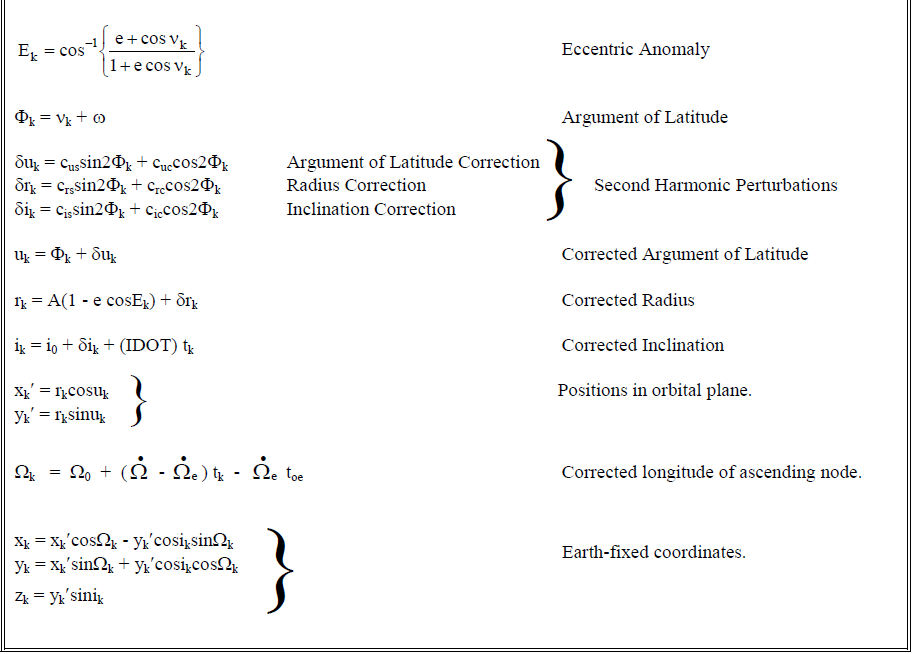 E_k = cos⁻¹ { (e + cos ν_k) / (1 + e cos ν_k) } Eccentric Anomaly
Φ_k = ν_k + ω Argument of Latitude
δu_k = c_us sin2Φ_k + c_uc cos2Φ_k Argument of Latitude Correction
δr_k = c_rs sin2Φ_k + c_rc cos2Φ_k Radius Correction } Second Harmonic Perturbations
δi_k = c_is sin2Φ_k + c_ic cos2Φ_k Inclination Correction
u_k = Φ_k + δu_k Corrected Argument of Latitude
r_k = A(1 - e cosE_k) + δr_k Corrected Radius
i_k = i_0 + δi_k + (IDOT) t_k Corrected Inclination
x_k′ = r_k cosu_k } Positions in orbital plane.
y_k′ = r_k sinu_k
Ω_k = Ω_0 + (Ω̇ - Ω̇_e) t_k - Ω̇_e t_oe Corrected longitude of ascending node.
x_k = x_k′cosΩ_k - y_k′cosi_k sinΩ_k
y_k = x_k′sinΩ_k + y_k′cosi_k cosΩ_k } Earth-fixed coordinates.
z_k = y_k′sini_k